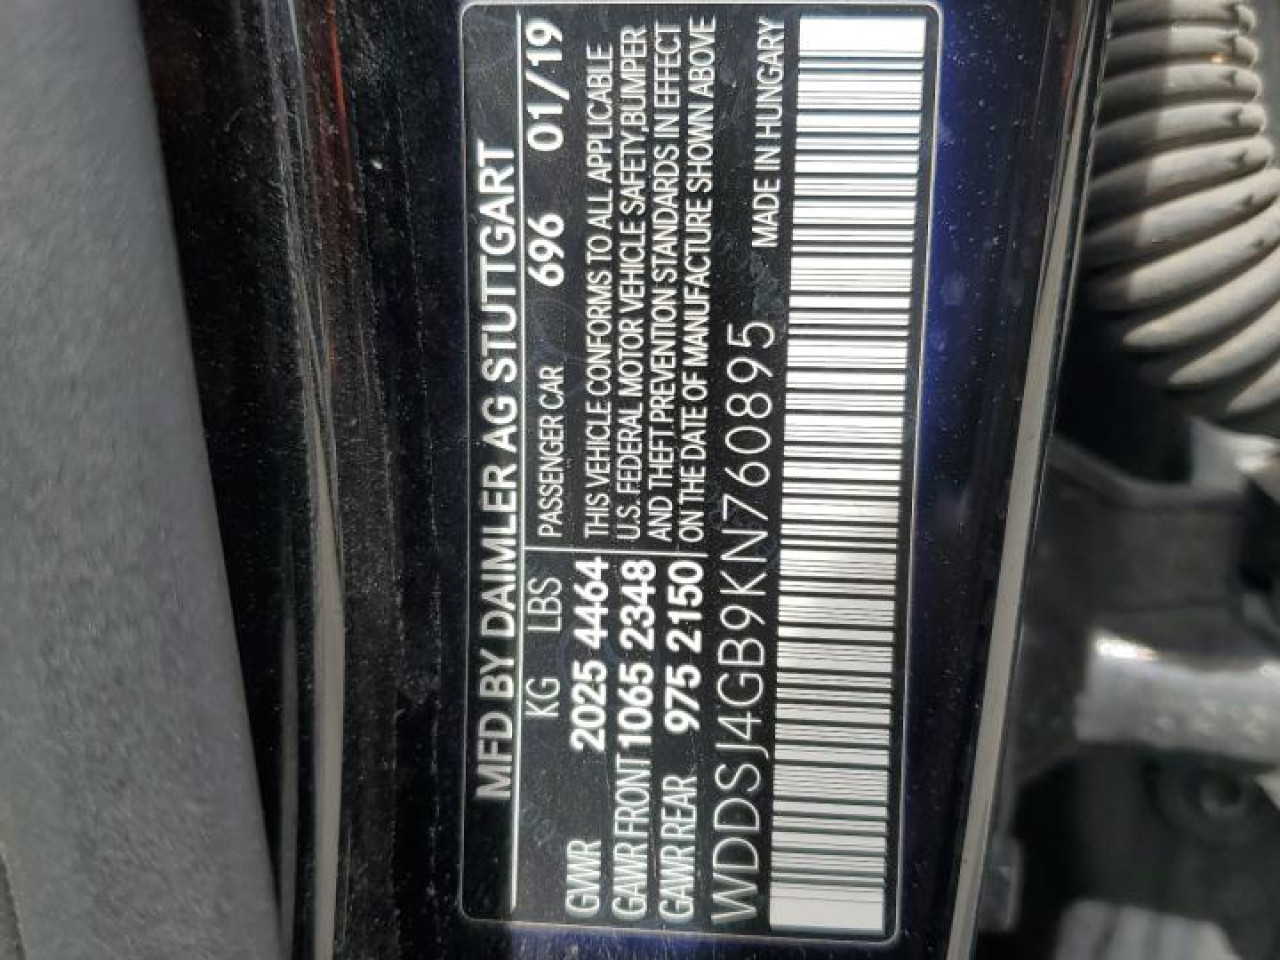 MFD BY DAIMLER AG STUTTGART
KG LBS PASSENGER CAR 696 01/19
GVWR 2025 4464 THIS VEHICLE CONFORMS TO ALL APPLICABLE
GAWR FRONT 1065 2348 U.S. FEDERAL MOTOR VEHICLE SAFETY,BUMPER
GAWR REAR 975 2150 AND THEFT PREVENTION STANDARDS IN EFFECT
ON THE DATE OF MANUFACTURE SHOWN ABOVE
WDDSJ4GB9KN760895 MADE IN HUNGARY